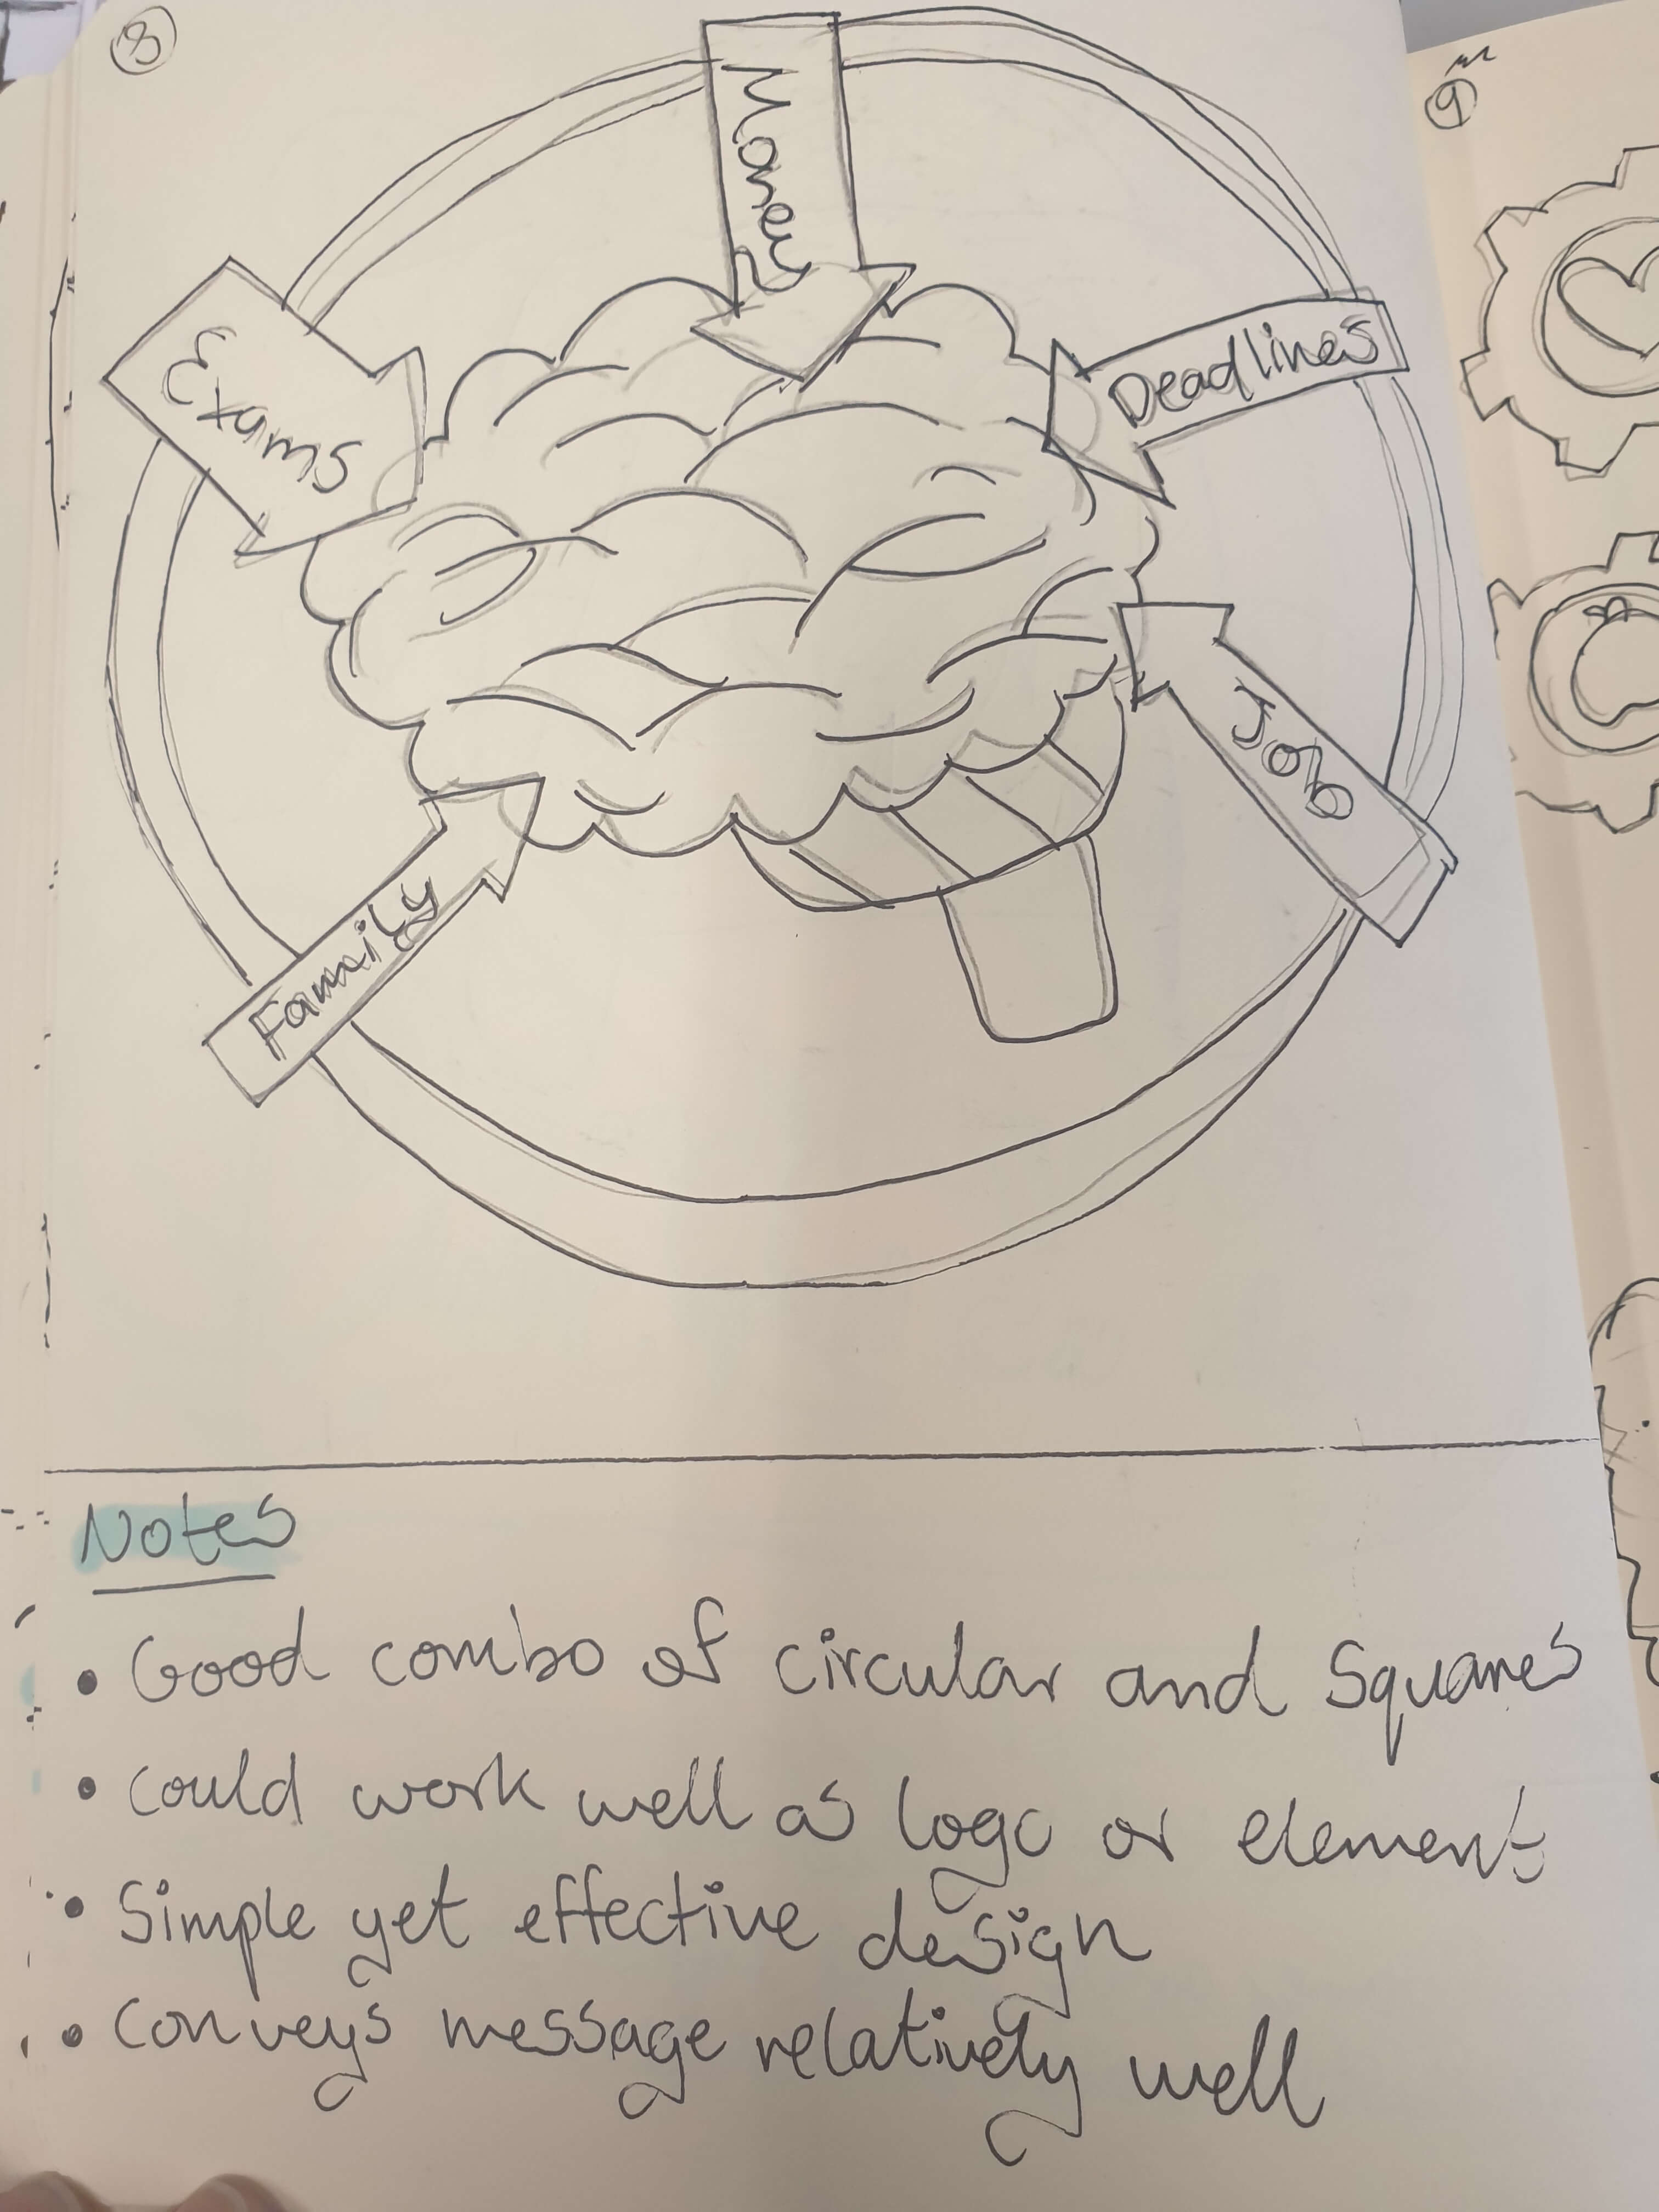 8
9
Money
Exams
Deadlines
Job
Family
Notes
• Good combo of circular and Squares
• Could work well as logo or element
• Simple yet effective design
• Conveys message relatively well